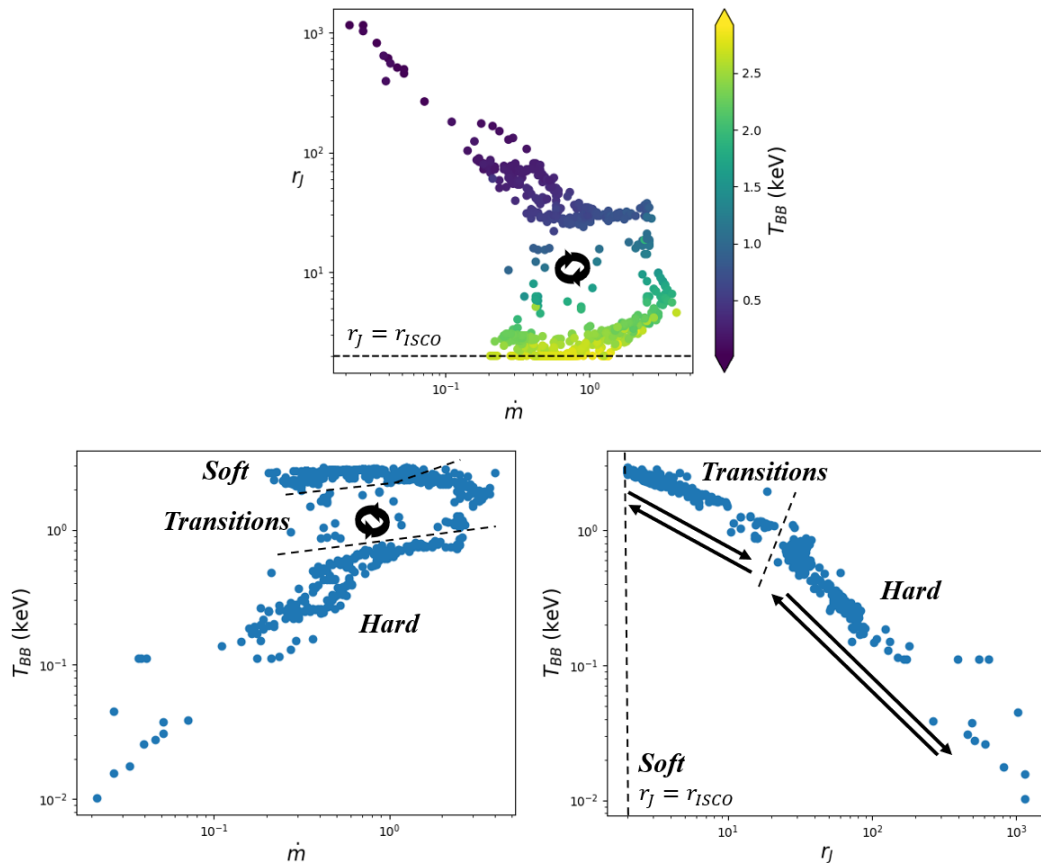 10³
10²
10¹
r_J
r_J = r_ISCO
10⁻¹
10⁰
ṁ
2.5
2.0
1.5
1.0
0.5
T_BB (keV)
Soft
Transitions
Hard
10⁰
10⁻¹
10⁻²
T_BB (keV)
10⁻¹
10⁰
ṁ
Transitions
Hard
Soft
r_J = r_ISCO
10⁰
10⁻¹
10⁻²
T_BB (keV)
10¹
10²
10³
r_J